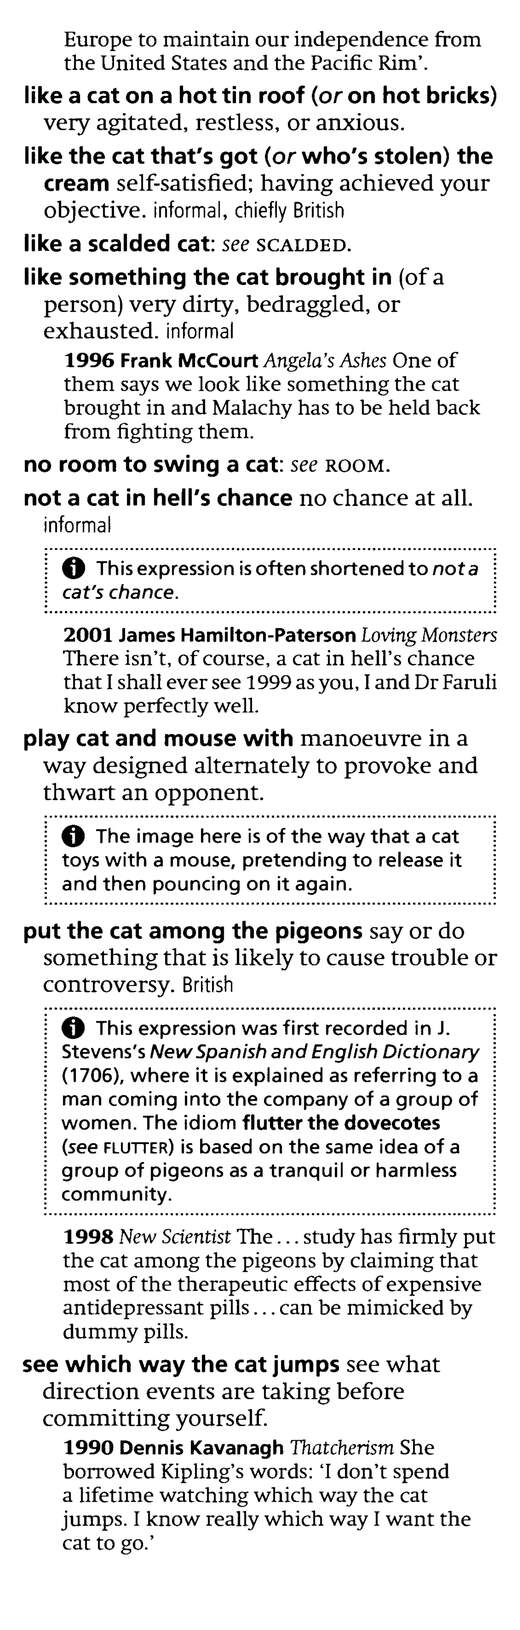 Europe to maintain our independence from
the United States and the Pacific Rim’.
like a cat on a hot tin roof (or on hot bricks)
very agitated, restless, or anxious.
like the cat that’s got (or who’s stolen) the
cream self-satisfied; having achieved your
objective. informal, chiefly British
like a scalded cat: see SCALDED.
like something the cat brought in (of a
person) very dirty, bedraggled, or
exhausted. informal
1996 Frank McCourt Angela’s Ashes One of
them says we look like something the cat
brought in and Malachy has to be held back
from fighting them.
no room to swing a cat: see ROOM.
not a cat in hell’s chance no chance at all.
informal
This expression is often shortened to not a
cat’s chance.
2001 James Hamilton-Paterson Loving Monsters
There isn’t, of course, a cat in hell’s chance
that I shall ever see 1999 as you, I and Dr Faruli
know perfectly well.
play cat and mouse with manoeuvre in a
way designed alternately to provoke and
thwart an opponent.
The image here is of the way that a cat
toys with a mouse, pretending to release it
and then pouncing on it again.
put the cat among the pigeons say or do
something that is likely to cause trouble or
controversy. British
This expression was first recorded in J.
Stevens’s New Spanish and English Dictionary
(1706), where it is explained as referring to a
man coming into the company of a group of
women. The idiom flutter the dovecotes
(see FLUTTER) is based on the same idea of a
group of pigeons as a tranquil or harmless
community.
1998 New Scientist The . . . study has firmly put
the cat among the pigeons by claiming that
most of the therapeutic effects of expensive
antidepressant pills . . . can be mimicked by
dummy pills.
see which way the cat jumps see what
direction events are taking before
committing yourself.
1990 Dennis Kavanagh Thatcherism She
borrowed Kipling’s words: ‘I don’t spend
a lifetime watching which way the cat
jumps. I know really which way I want the
cat to go.’